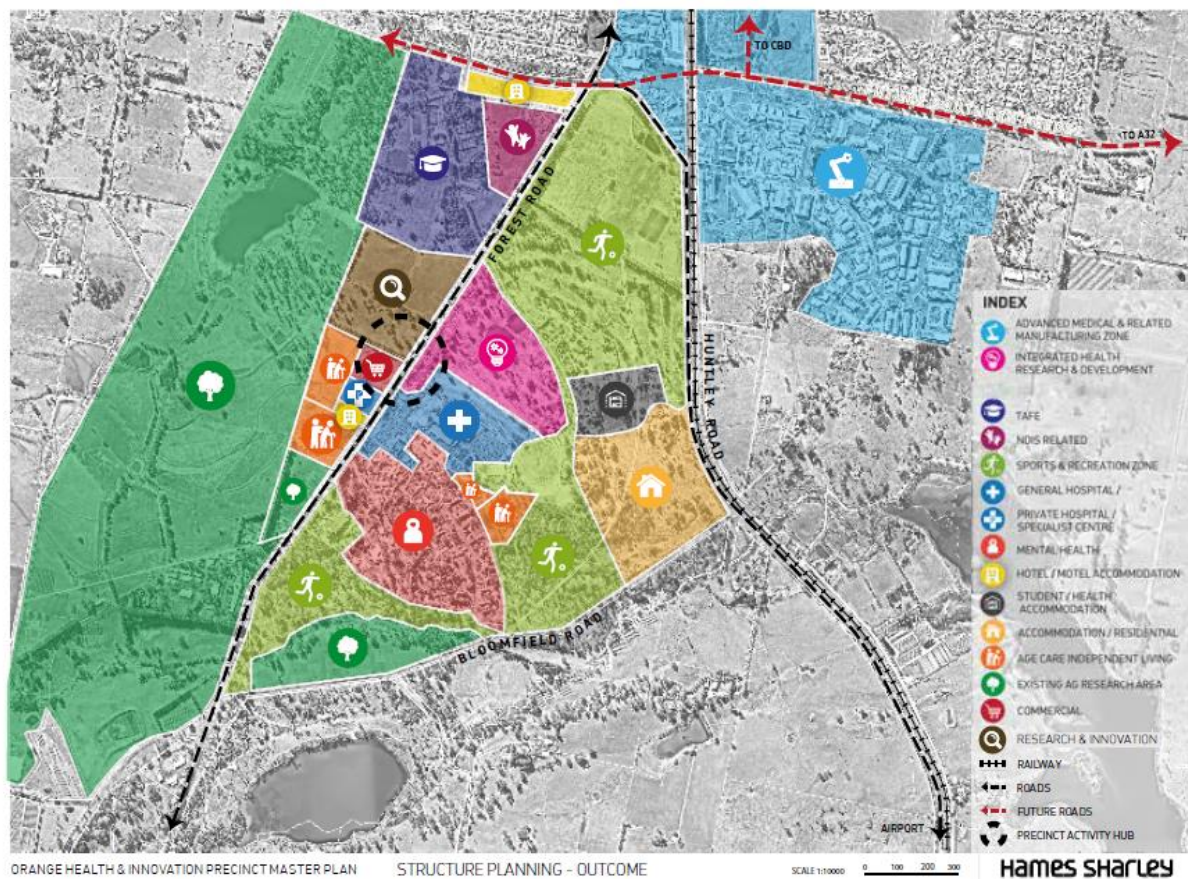 TO CBD
TO A32
FOREST ROAD
HUNTLEY ROAD
BLOOMFIELD ROAD
AIRPORT
INDEX
ADVANCED MEDICAL & RELATED
MANUFACTURING ZONE
INTEGRATED HEALTH
RESEARCH & DEVELOPMENT
TAFE
NDIS RELATED
SPORTS & RECREATION ZONE
GENERAL HOSPITAL /
PRIVATE HOSPITAL /
SPECIALIST CENTRE
MENTAL HEALTH
HOTEL / MOTEL ACCOMMODATION
STUDENT / HEALTH
ACCOMMODATION
ACCOMMODATION / RESIDENTIAL
AGE CARE INDEPENDENT LIVING
EXISTING AG RESEARCH AREA
COMMERCIAL
RESEARCH & INNOVATION
RAILWAY
ROADS
FUTURE ROADS
PRECINCT ACTIVITY HUB
ORANGE HEALTH & INNOVATION PRECINCT MASTER PLAN
STRUCTURE PLANNING - OUTCOME
SCALE 1:10000
0 100 200 300
HAMES SHARLEY